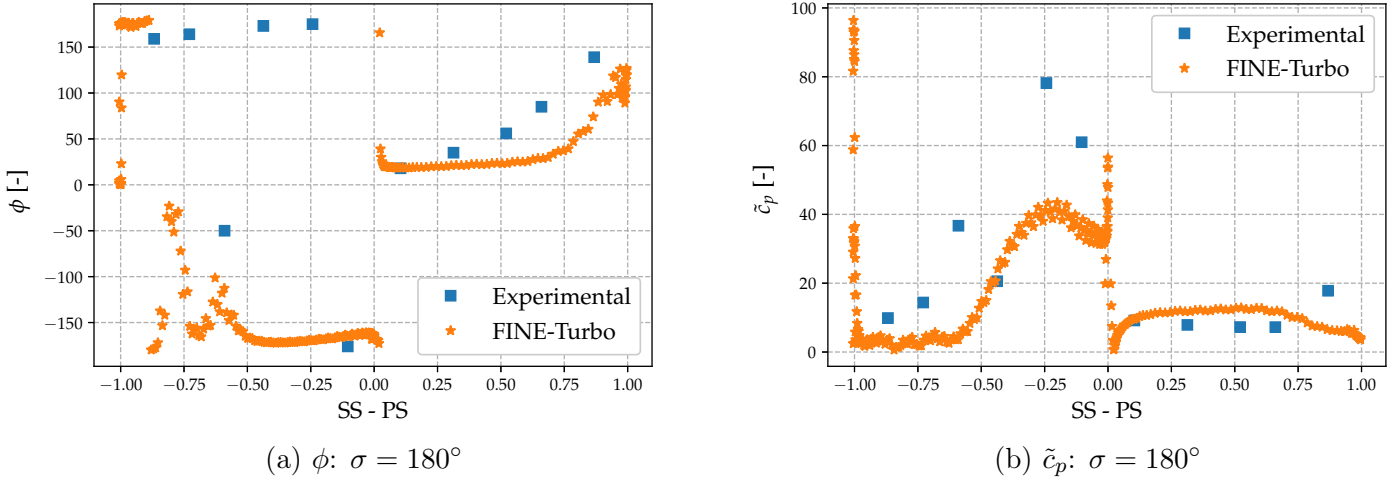 150
100
50
0
−50
−100
−150
ϕ [-]
−1.00 −0.75 −0.50 −0.25 0.00 0.25 0.50 0.75 1.00
SS - PS
Experimental
FINE-Turbo
(a) ϕ: σ = 180°
100
80
60
40
20
0
c̃p [-]
−1.00 −0.75 −0.50 −0.25 0.00 0.25 0.50 0.75 1.00
SS - PS
Experimental
FINE-Turbo
(b) c̃p: σ = 180°